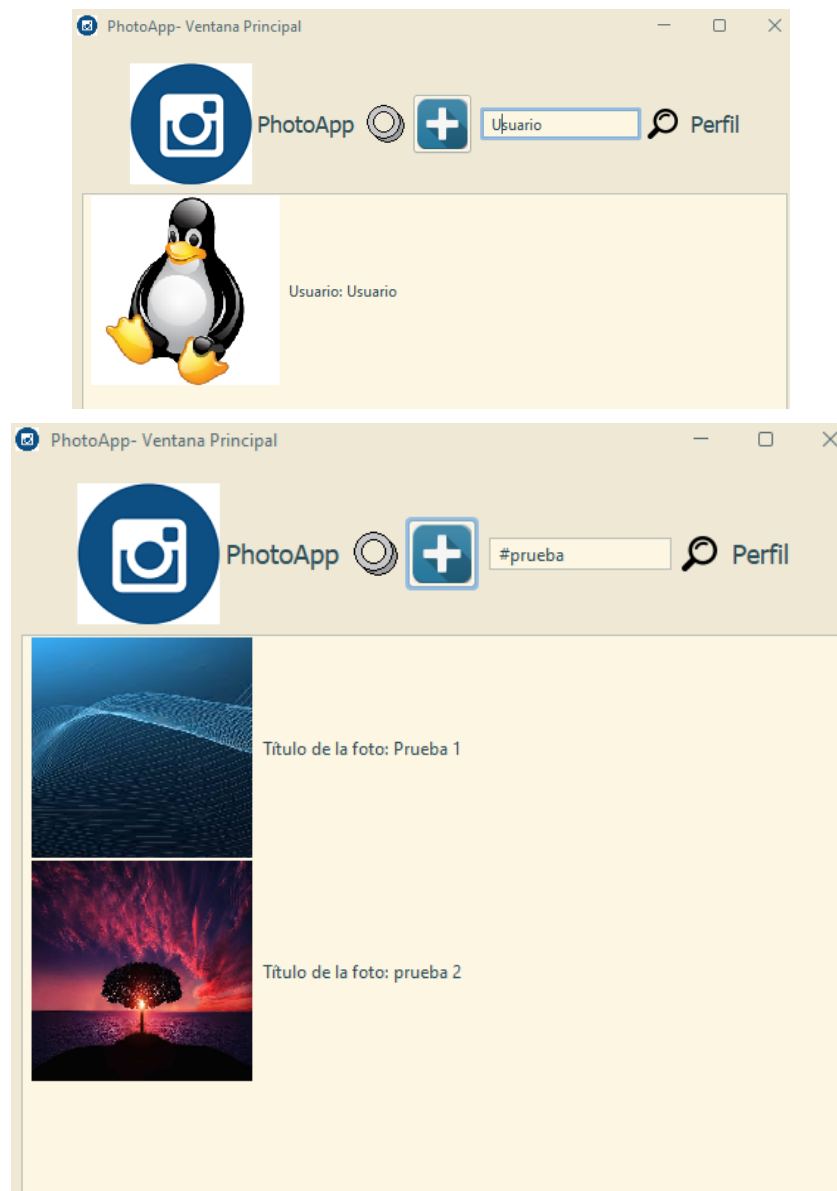 PhotoApp- Ventana Principal
PhotoApp Usuario Perfil
Usuario: Usuario
PhotoApp- Ventana Principal
PhotoApp #prueba Perfil
Título de la foto: Prueba 1
Título de la foto: prueba 2